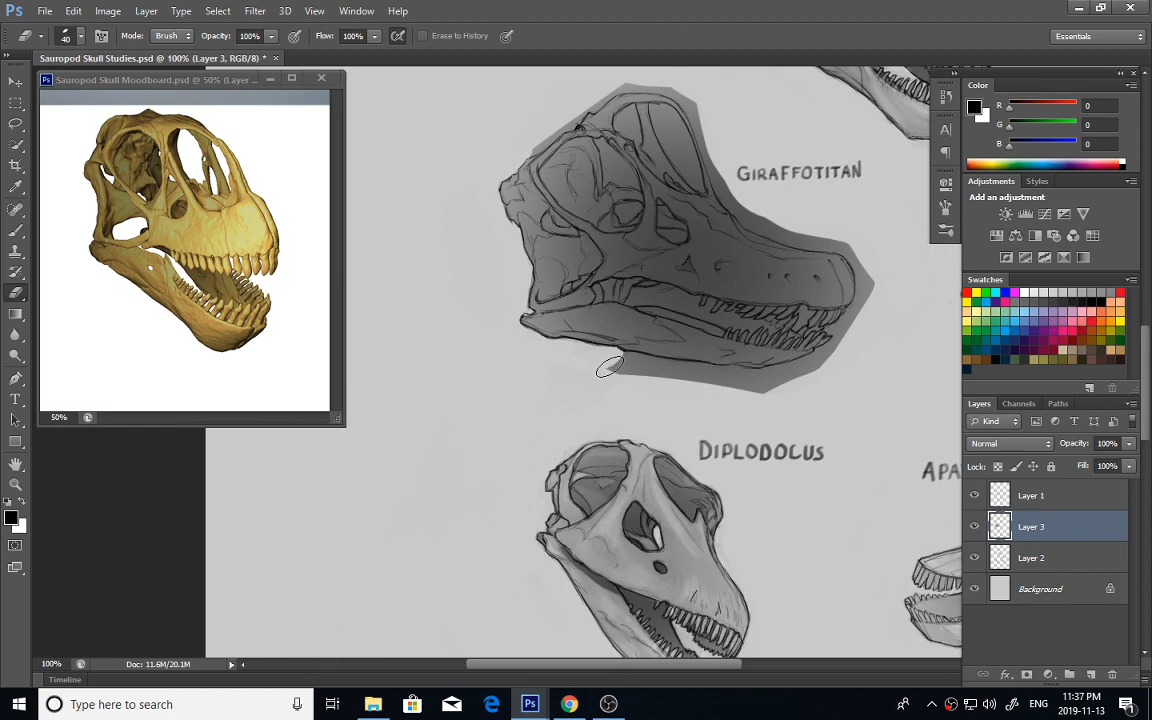 Ps File Edit Image Layer Type Select Filter 3D View Window Help
40 Mode: Brush Opacity: 100% Flow: 100% Erase to History Essentials
Sauropod Skull Studies.psd @ 100% (Layer 3, RGB/8) * ×
Ps Sauropod Skull Moodboard.psd @ 50% (Layer ...
50%
GIRAFFOTITAN
DIPLODOCUS
APA
Color
R 0
G 0
B 0
Adjustments Styles
Add an adjustment
Swatches
Layers Channels Paths
Kind
Normal Opacity: 100%
Lock: Fill: 100%
Layer 1
Layer 3
Layer 2
Background
100% Doc: 11.6M/20.1M
Timeline
Type here to search
ENG 11:37 PM
2019-11-13
1